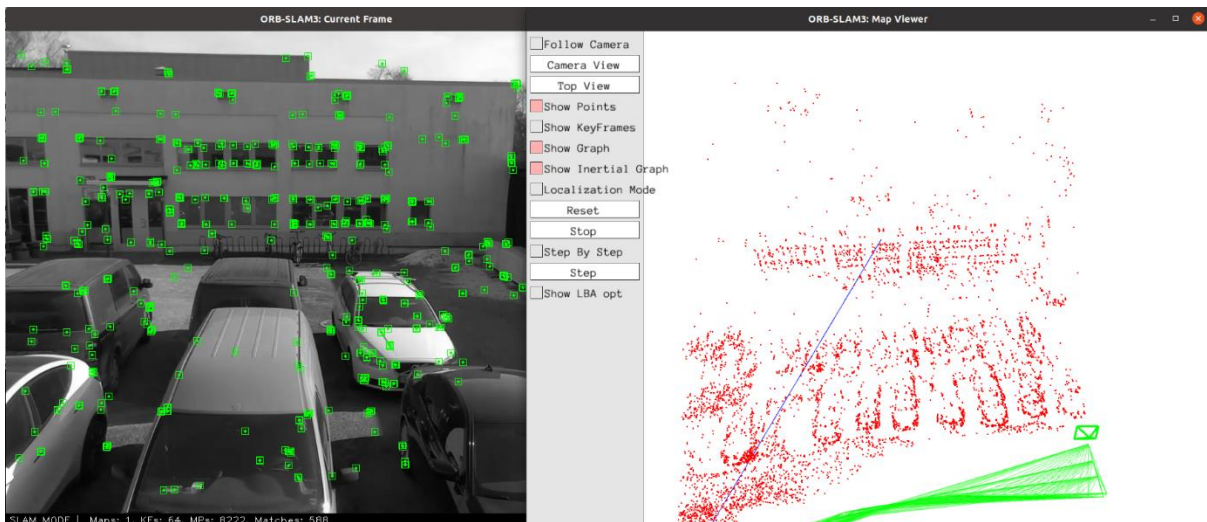 ORB-SLAM3: Current Frame
ORB-SLAM3: Map Viewer
Follow Camera
Camera View
Top View
Show Points
Show KeyFrames
Show Graph
Show Inertial Graph
Localization Mode
Reset
Stop
Step By Step
Step
Show LBA opt
SLAM MODE | Maps: 1, KFs: 64, MPs: 8222, Matches: 588